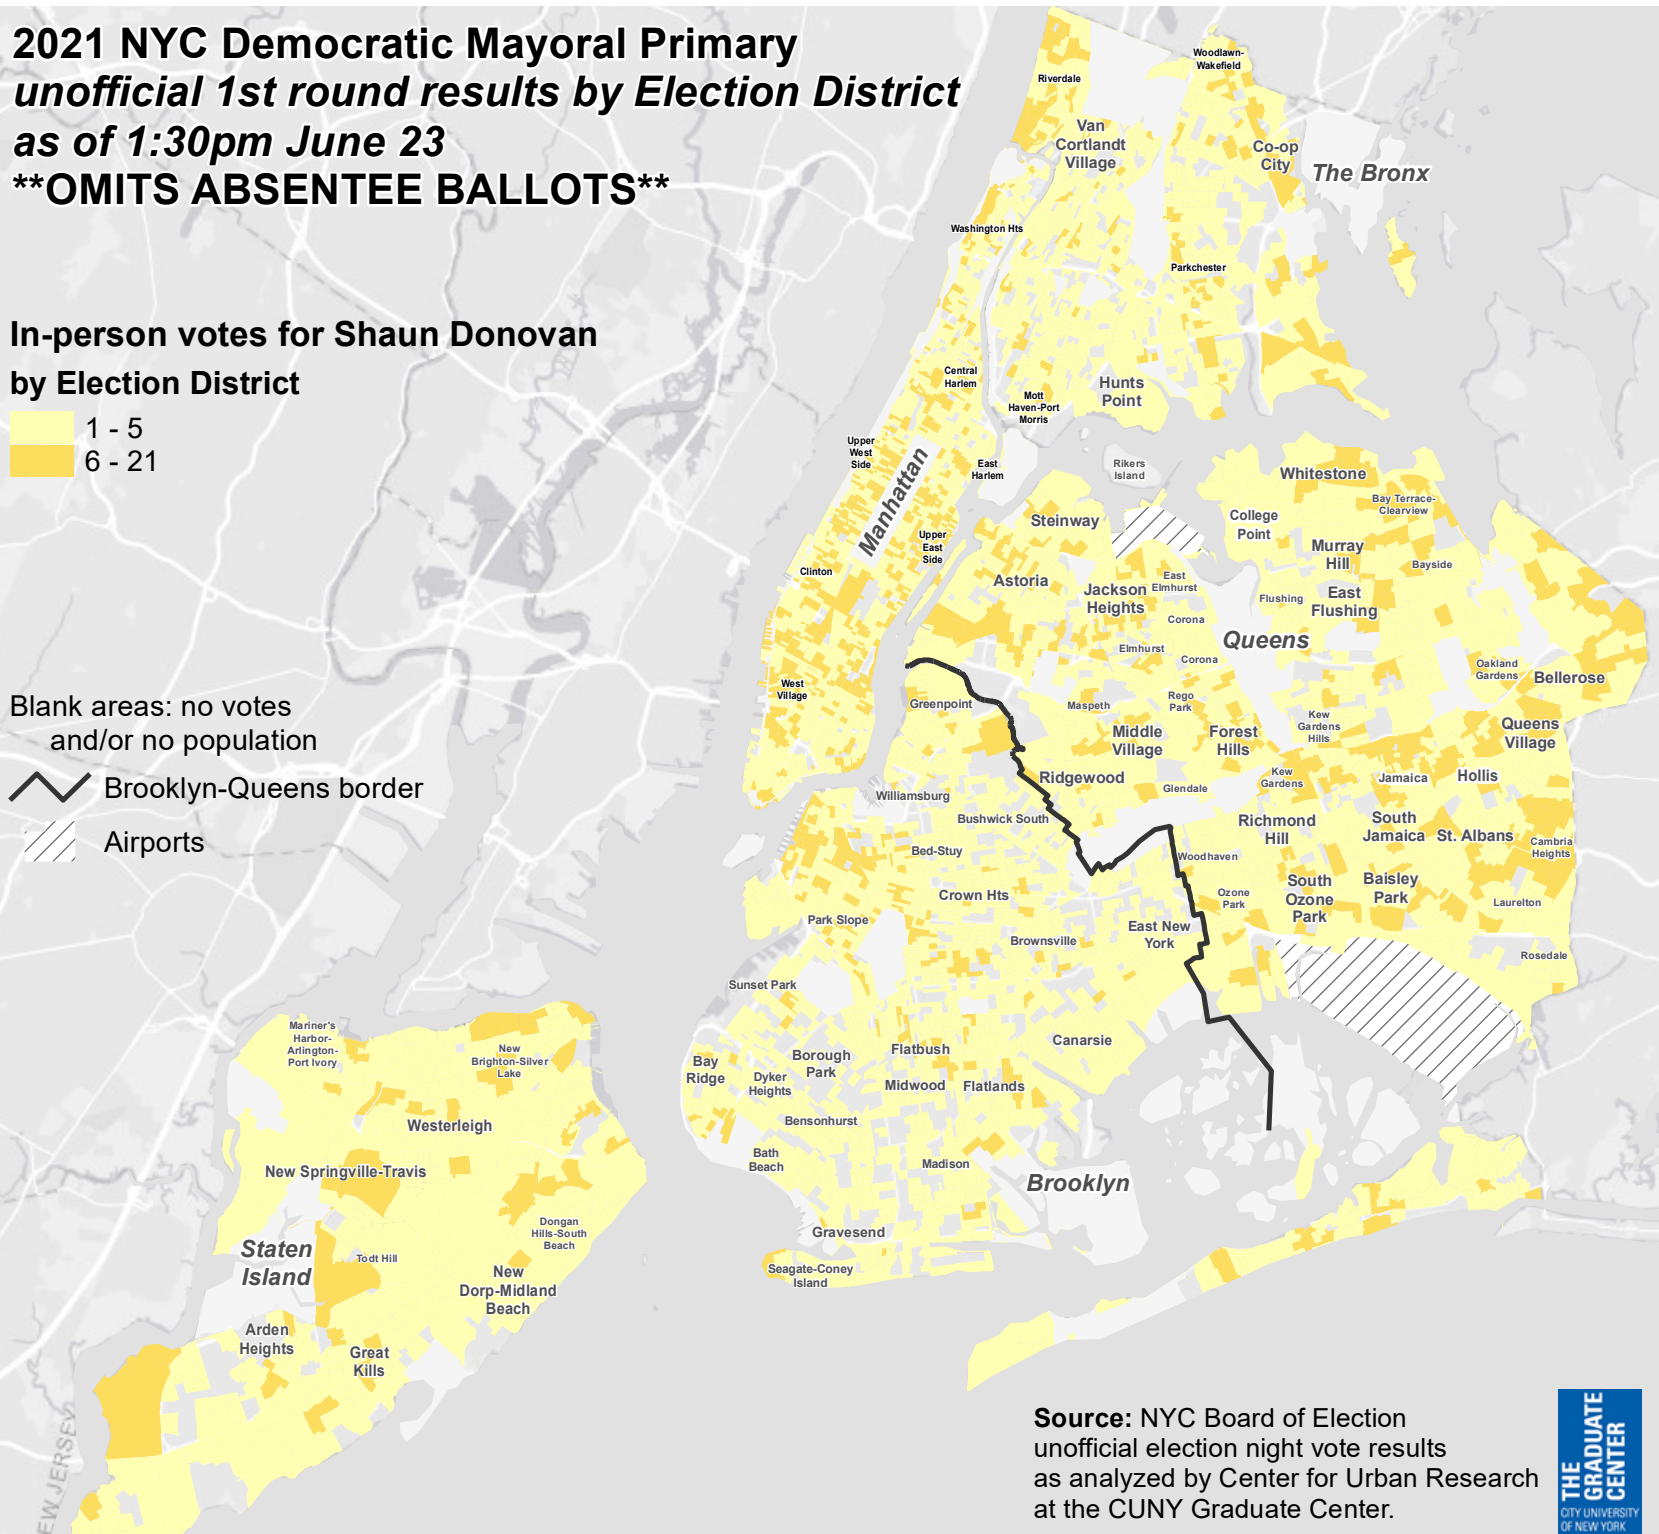 2021 NYC Democratic Mayoral Primary
unofficial 1st round results by Election District
as of 1:30pm June 23
**OMITS ABSENTEE BALLOTS**
In-person votes for Shaun Donovan
by Election District
1 - 5
6 - 21
Blank areas: no votes
and/or no population
Brooklyn-Queens border
Airports
Riverdale
Woodlawn-
Wakefield
Van
Cortlandt
Village
Co-op
City
The Bronx
Washington Hts
Parkchester
Central
Harlem
Mott
Haven-Port
Morris
Hunts
Point
Upper
West
Side
Manhattan
East
Harlem
Rikers
Island
Upper
East
Side
Clinton
West
Village
Whitestone
Bay Terrace-
Clearview
Steinway
College
Point
Murray
Hill
Bayside
Astoria
Jackson
Heights
East
Elmhurst
Flushing
East
Flushing
Corona
Queens
Elmhurst
Corona
Oakland
Gardens
Bellerose
Greenpoint
Maspeth
Rego
Park
Kew
Gardens
Hills
Middle
Village
Forest
Hills
Queens
Village
Ridgewood
Kew
Gardens
Jamaica
Hollis
Glendale
Williamsburg
Bushwick South
Richmond
Hill
South
Jamaica
St. Albans
Cambria
Heights
Bed-Stuy
Woodhaven
Crown Hts
Ozone
Park
South
Ozone
Park
Baisley
Park
Laurelton
Park Slope
East New
York
Brownsville
Rosedale
Sunset Park
Canarsie
Flatbush
Borough
Park
Bay
Ridge
Dyker
Heights
Midwood
Flatlands
Bensonhurst
Bath
Beach
Madison
Brooklyn
Gravesend
Seagate-Coney
Island
Mariner's
Harbor-
Arlington-
Port Ivory
New
Brighton-Silver
Lake
Westerleigh
New Springville-Travis
Dongan
Hills-South
Beach
Staten
Island
Todt Hill
New
Dorp-Midland
Beach
Arden
Heights
Great
Kills
EW JERSEY
Source: NYC Board of Election
unofficial election night vote results
as analyzed by Center for Urban Research
at the CUNY Graduate Center.
THE
GRADUATE
CENTER
CITY UNIVERSITY
OF NEW YORK